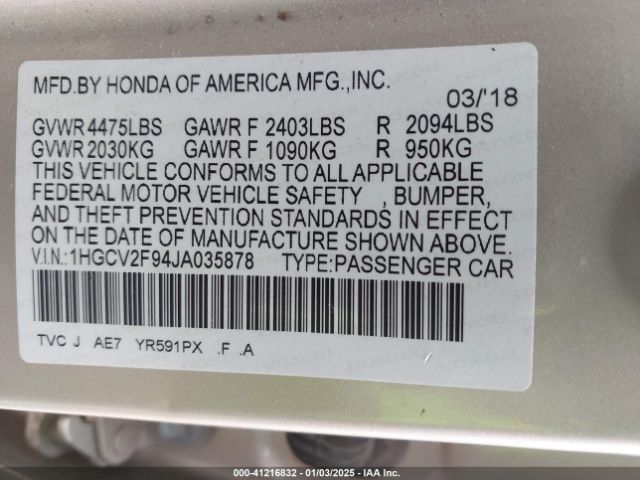 MFD.BY HONDA OF AMERICA MFG.,INC.
03/'18
GVWR 4475LBS GAWR F 2403LBS R 2094LBS
GVWR 2030KG GAWR F 1090KG R 950KG
THIS VEHICLE CONFORMS TO ALL APPLICABLE
FEDERAL MOTOR VEHICLE SAFETY , BUMPER,
AND THEFT PREVENTION STANDARDS IN EFFECT
ON THE DATE OF MANUFACTURE SHOWN ABOVE.
V.I.N.:1HGCV2F94JA035878 TYPE:PASSENGER CAR
TVC J AE7 YR591PX .F .A
000-41216832 - 01/03/2025 - IAA Inc.